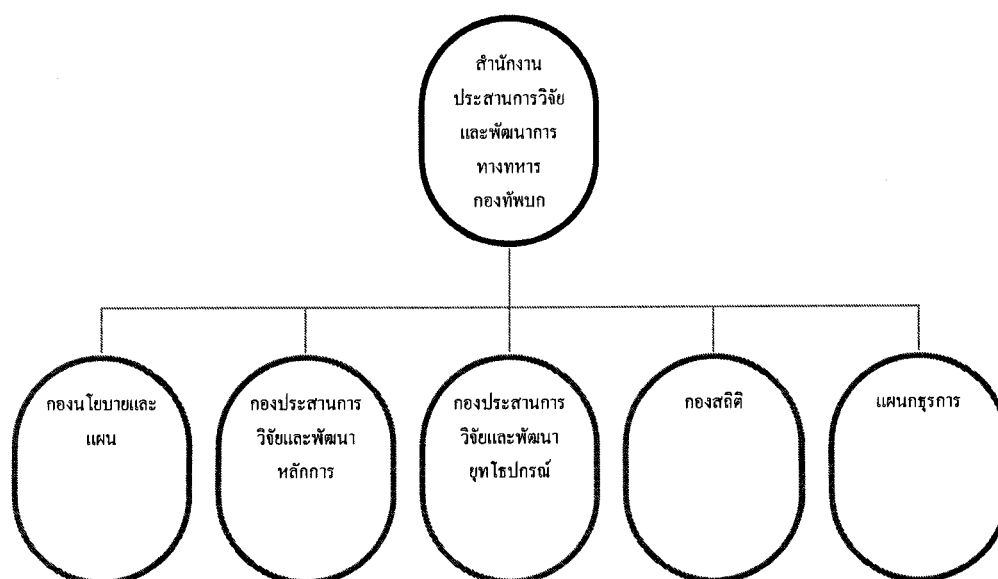 สำนักงาน
ประสานการวิจัย
และพัฒนาการ
ทางทหาร
กองทัพบก
กองนโยบายและ
แผน
กองประสานการ
วิจัยและพัฒนา
หลักการ
กองประสานการ
วิจัยและพัฒนา
ยุทโธปกรณ์
กองสถิติ
แผนกธุรการ